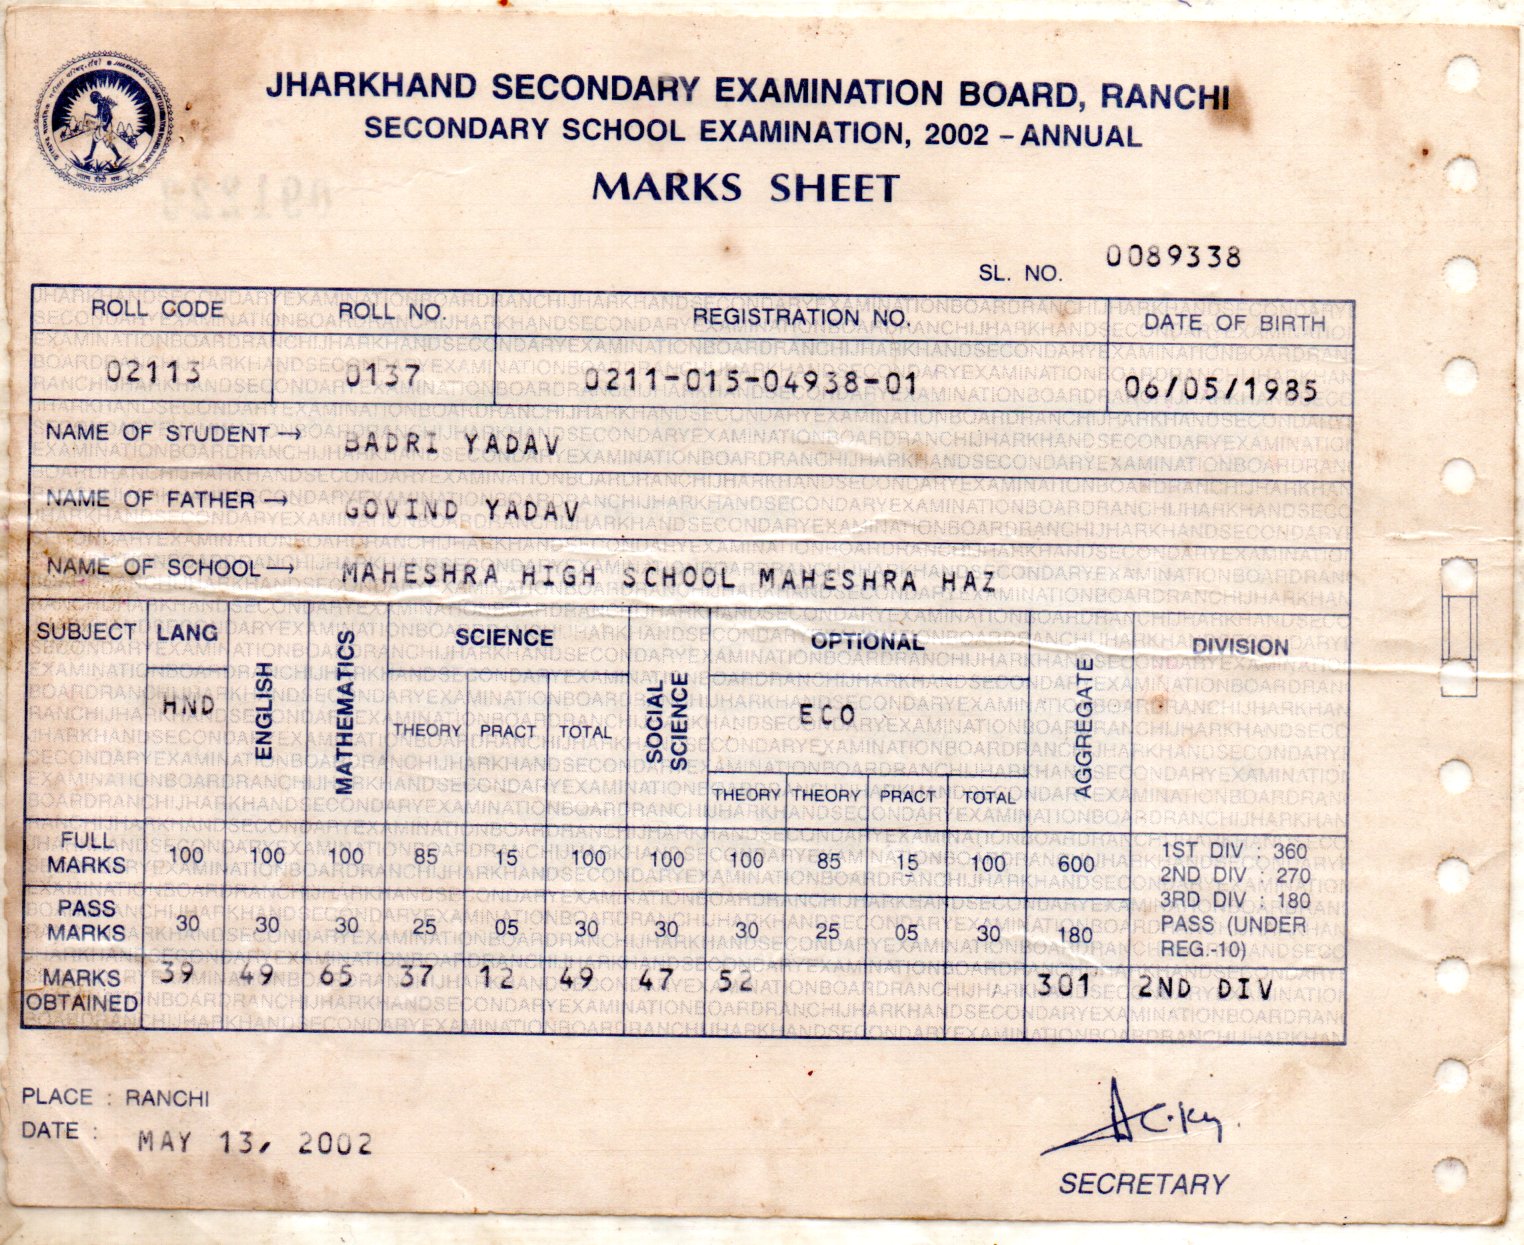 JHARKHAND SECONDARY EXAMINATION BOARD, RANCHI
SECONDARY SCHOOL EXAMINATION, 2002 – ANNUAL
MARKS SHEET
SL. NO. 0089338
ROLL CODE ROLL NO. REGISTRATION NO. DATE OF BIRTH
02113 0137 0211-015-04938-01 06/05/1985
NAME OF STUDENT→ BADRI YADAV
NAME OF FATHER → GOVIND YADAV
NAME OF SCHOOL → MAHESHRA HIGH SCHOOL MAHESHRA HAZ
SUBJECT LANG ENGLISH MATHEMATICS SCIENCE SOCIAL SCIENCE OPTIONAL AGGREGATE DIVISION
HND ECO
THEORY PRACT TOTAL
THEORY THEORY PRACT TOTAL
FULL MARKS 100 100 100 85 15 100 100 100 85 15 100 600
1ST DIV : 360
2ND DIV : 270
3RD DIV : 180
PASS MARKS 30 30 30 25 05 30 30 30 25 05 30 180
PASS (UNDER
REG.-10)
MARKS OBTAINED 39 49 65 37 12 49 47 52 301 2ND DIV
PLACE : RANCHI
DATE : MAY 13, 2002
SECRETARY